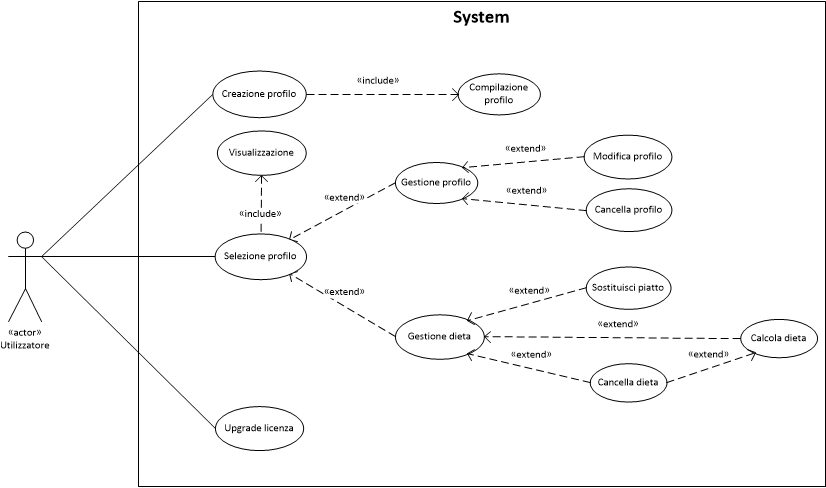 System
Creazione profilo
«include»
Compilazione
profilo
Visualizzazione
«include»
Selezione profilo
«extend»
Gestione profilo
«extend»
Modifica profilo
«extend»
Cancella profilo
«extend»
Gestione dieta
«extend»
Sostituisci piatto
«extend»
Calcola dieta
«extend»
Cancella dieta
«extend»
«actor»
Utilizzatore
Upgrade licenza